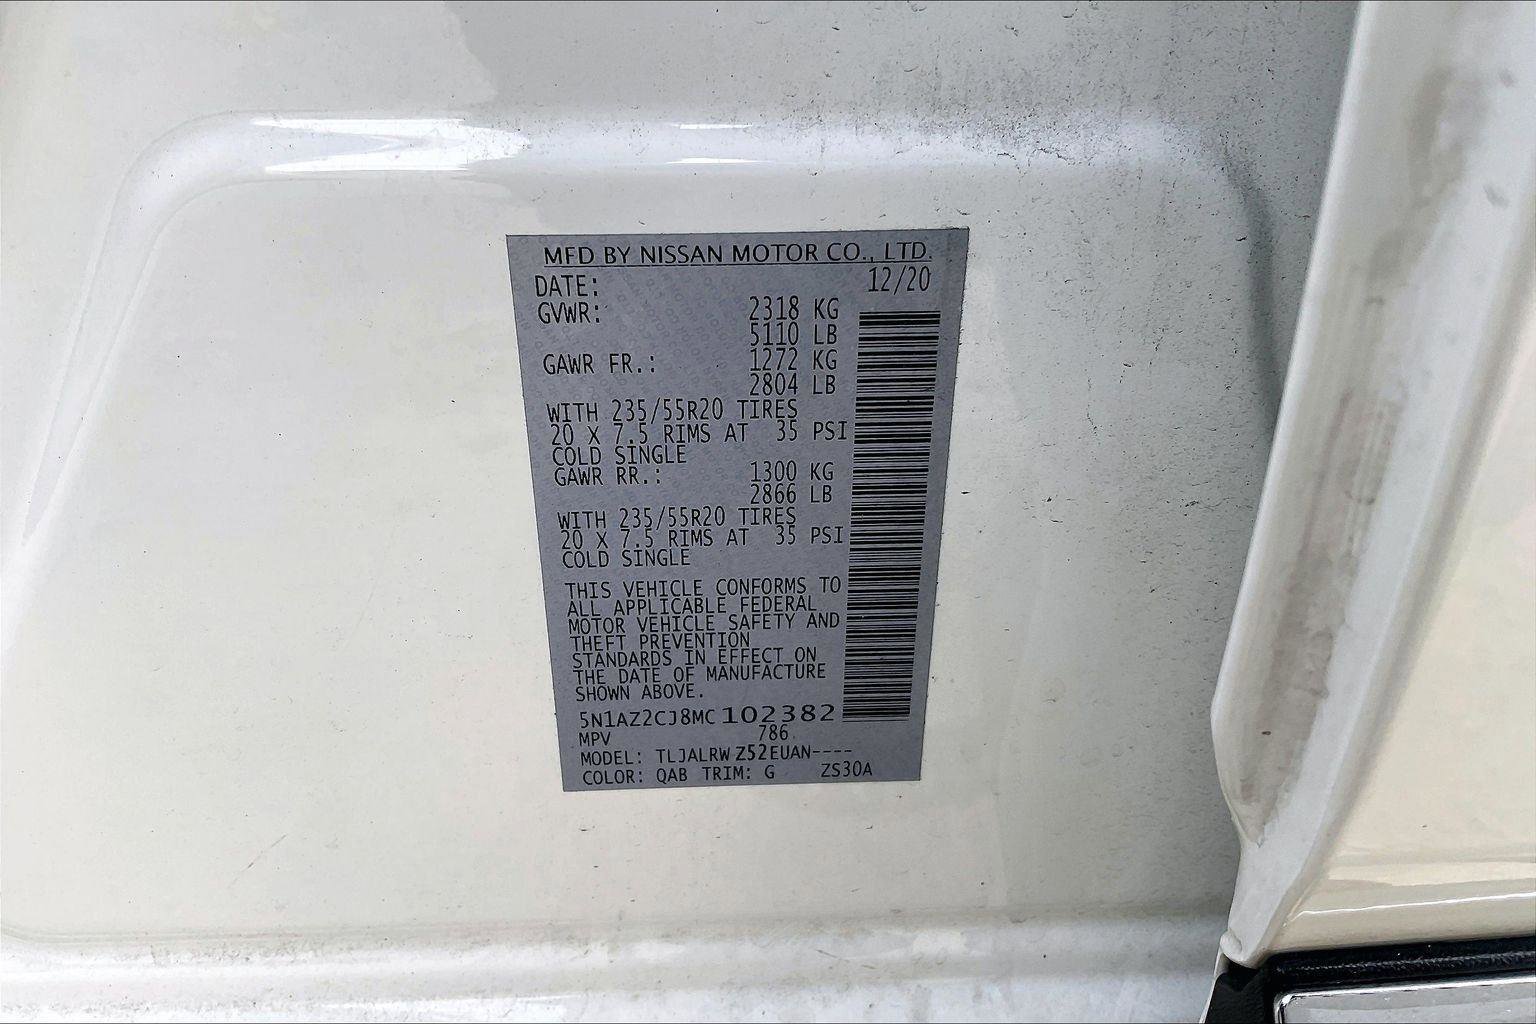 MFD BY NISSAN MOTOR CO., LTD.
DATE: 12/20
GVWR: 2318 KG
5110 LB
GAWR FR.: 1272 KG
2804 LB
WITH 235/55R20 TIRES
20 X 7.5 RIMS AT 35 PSI
COLD SINGLE
GAWR RR.: 1300 KG
2866 LB
WITH 235/55R20 TIRES
20 X 7.5 RIMS AT 35 PSI
COLD SINGLE
THIS VEHICLE CONFORMS TO
ALL APPLICABLE FEDERAL
MOTOR VEHICLE SAFETY AND
THEFT PREVENTION
STANDARDS IN EFFECT ON
THE DATE OF MANUFACTURE
SHOWN ABOVE.
5N1AZ2CJ8MC102382
MPV 786
MODEL: TLJALRW Z52EUAN----
COLOR: QAB TRIM: G ZS30A